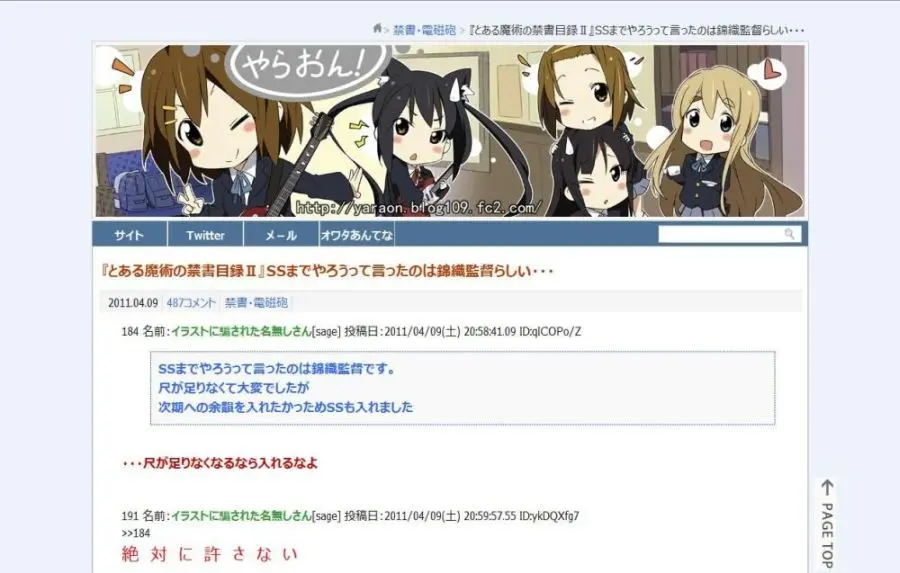 > 禁書・電磁砲 > 『とある魔術の禁書目録Ⅱ』SSまでやろうって言ったのは錦織監督らしい・・・
やらおん!
http://yaraon.blog109.fc2.com/
サイト Twitter メール オワタあんてな
『とある魔術の禁書目録Ⅱ』SSまでやろうって言ったのは錦織監督らしい・・・
2011.04.09 487コメント 禁書・電磁砲
184 名前:イラストに騙された名無しさん[sage] 投稿日:2011/04/09(土) 20:58:41.09 ID:qlCOPo/Z
SSまでやろうって言ったのは錦織監督です。
尺が足りなくて大変でしたが
次期への余韻を入れたかっためSSも入れました
・・・尺が足りなくなるなら入れるなよ
191 名前:イラストに騙された名無しさん[sage] 投稿日:2011/04/09(土) 20:59:57.55 ID:ykDQXfg7
>>184
絶 対 に 許 さ な い
PAGE TOP